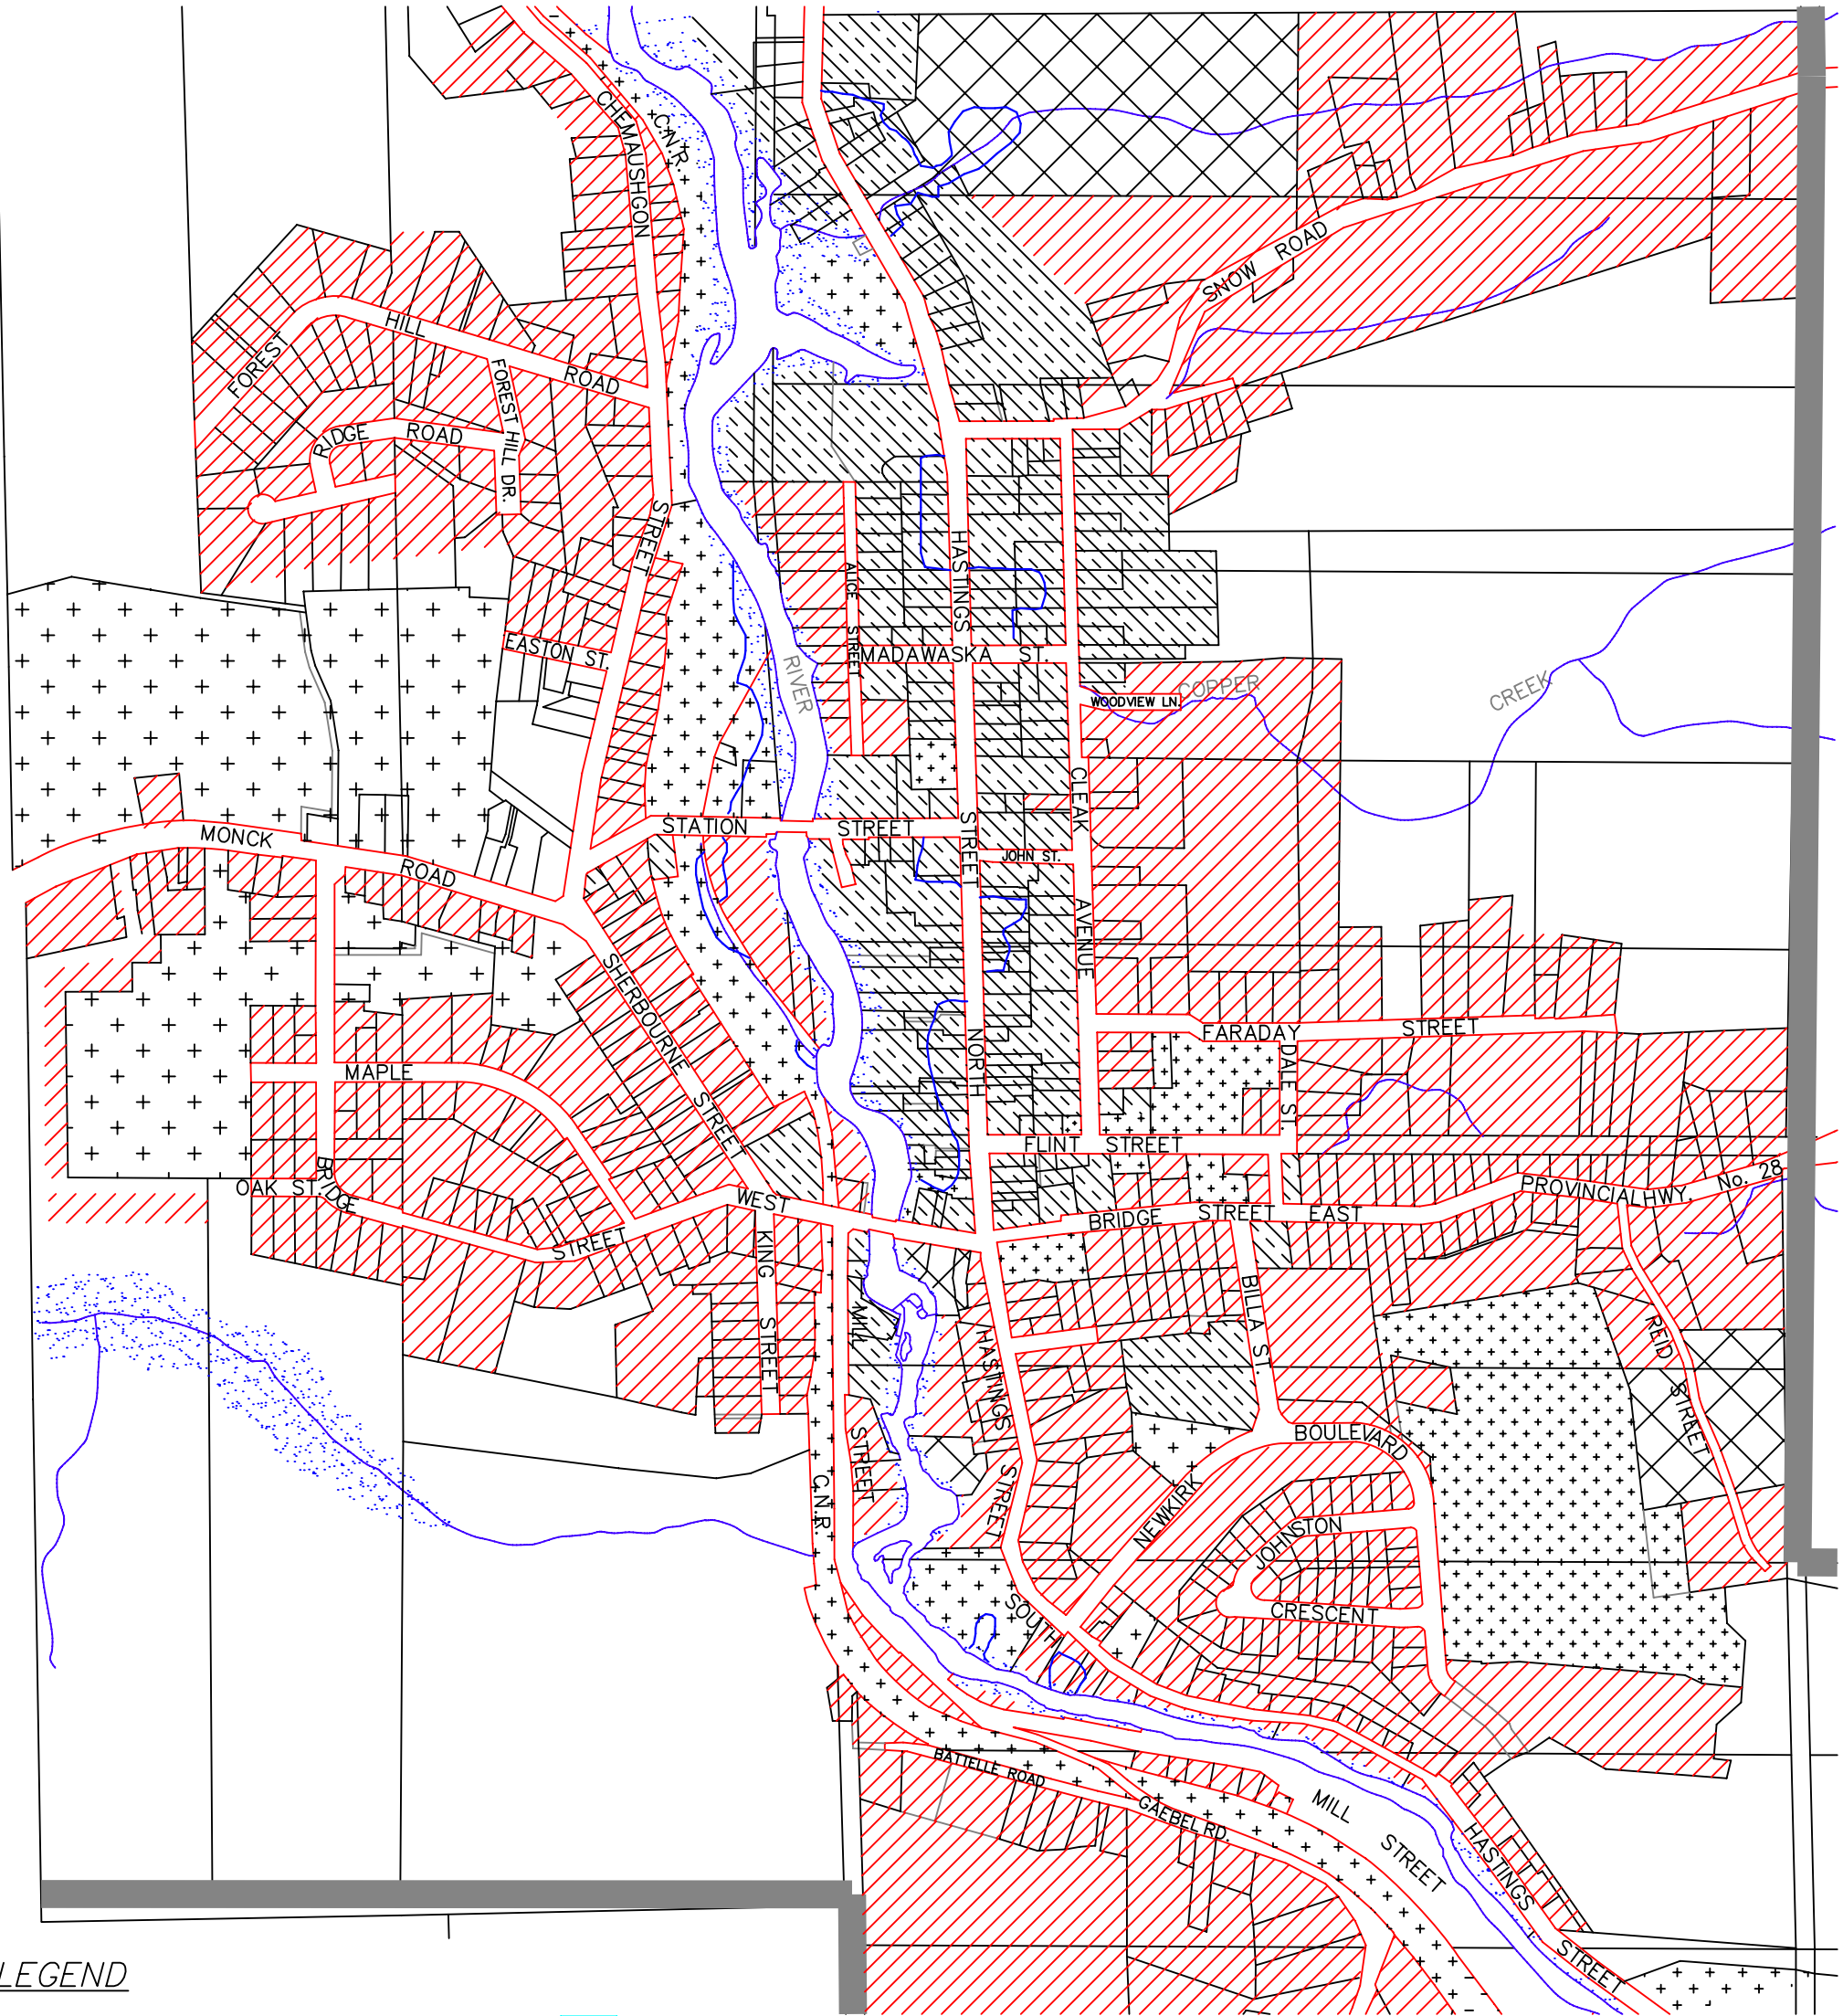 CHEMAUSHGON
C.N.R.
SNOW ROAD
FOREST
HILL
ROAD
FOREST HILL DR.
RIDGE ROAD
STREET
HASTINGS
ALICE STREET
EASTON ST.
MADAWASKA ST.
RIVER
WOODVIEW LN.
COPPER
CREEK
CLEAK
AVENUE
MONCK
ROAD
STATION
STREET
STREET
JOHN ST.
SHERBOURNE
STREET
NORTH
FARADAY
STREET
DALE ST.
MAPLE
FLINT STREET
OAK ST.
BRIDGE
STREET
WEST
BRIDGE STREET EAST
PROVINCIAL HWY. No. 28
KING
STREET
MILL
STREET
BILLA ST.
HASTINGS
STREET
SOUTH
REID
STREET
BOULEVARD
NEWKIRK
JOHNSTON
CRESCENT
C.N.R.
BATTELLE ROAD
GAEBEL RD.
MILL
STREET
HASTINGS
STREET
LEGEND